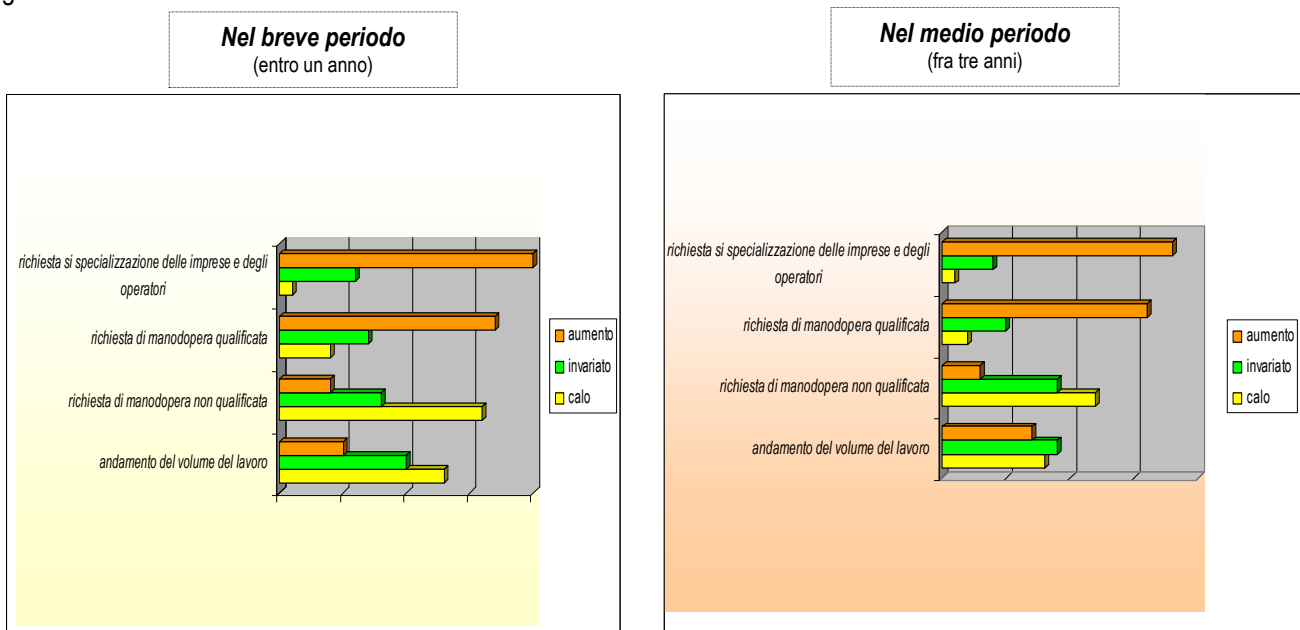 Nel breve periodo
(entro un anno)
richiesta si specializzazione delle imprese e degli
operatori
richiesta di manodopera qualificata
richiesta di manodopera non qualificata
andamento del volume del lavoro
aumento
invariato
calo
Nel medio periodo
(fra tre anni)
richiesta si specializzazione delle imprese e degli
operatori
richiesta di manodopera qualificata
richiesta di manodopera non qualificata
andamento del volume del lavoro
aumento
invariato
calo